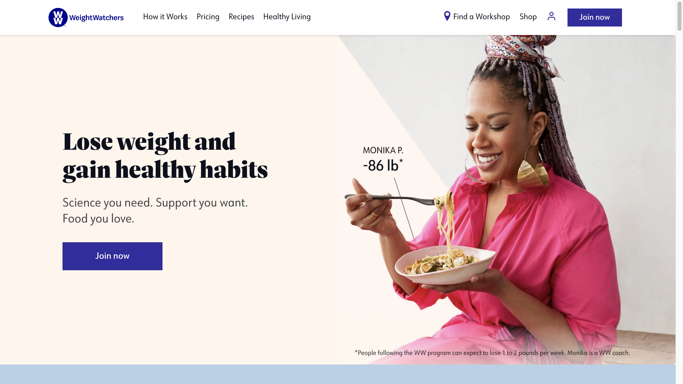 WW WeightWatchers
How it Works Pricing Recipes Healthy Living
Find a Workshop Shop Join now
MONIKA P.
-86 lb*
Lose weight and
gain healthy habits
Science you need. Support you want.
Food you love.
Join now
*People following the WW program can expect to lose 1 to 2 pounds per week. Monika is a WW coach.